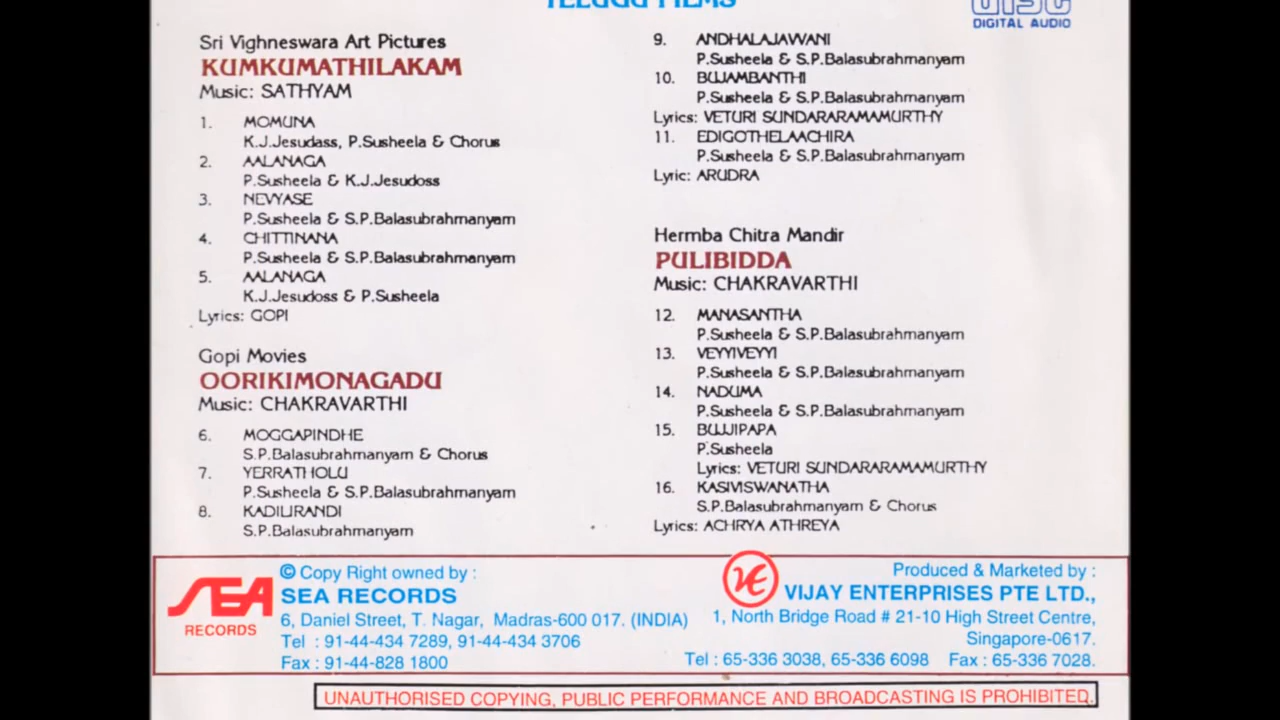 TELUGU FILMS
DISC
DIGITAL AUDIO
Sri Vighneswara Art Pictures
KUMKUMATHILAKAM
Music: SATHYAM
1. MOMUNA
K.J.Jesudass, P.Susheela & Chorus
2. AALANAGA
P.Susheela & K.J.Jesudoss
3. NEVYASE
P.Susheela & S.P.Balasubrahmanyam
4. CHITTINANA
P.Susheela & S.P.Balasubrahmanyam
5. AALANAGA
K.J.Jesudoss & P.Susheela
Lyrics: GOPI
Gopi Movies
OORIKIMONAGADU
Music: CHAKRAVARTHI
6. MOGGAPINDHE
S.P.Balasubrahmanyam & Chorus
7. YERRATHOLU
P.Susheela & S.P.Balasubrahmanyam
8. KADILIRANDI
S.P.Balasubrahmanyam
9. ANDHALAJAVVANI
P.Susheela & S.P.Balasubrahmanyam
10. BUJAMBANTHI
P.Susheela & S.P.Balasubrahmanyam
Lyrics: VETURI SUNDARARAMAMURTHY
11. EDIGOTHELAACHIRA
P.Susheela & S.P.Balasubrahmanyam
Lyric: ARUDRA
Hermba Chitra Mandir
PULIBIDDA
Music: CHAKRAVARTHI
12. MANASANTHA
P.Susheela & S.P.Balasubrahmanyam
13. VEYYIVEYYI
P.Susheela & S.P.Balasubrahmanyam
14. NADUMA
P.Susheela & S.P.Balasubrahmanyam
15. BUJJIPAPA
P.Susheela
Lyrics: VETURI SUNDARARAMAMURTHY
16. KASIVISWANATHA
S.P.Balasubrahmanyam & Chorus
Lyrics: ACHRYA ATHREYA
SEA
RECORDS
© Copy Right owned by :
SEA RECORDS
6, Daniel Street, T. Nagar, Madras-600 017. (INDIA)
Tel : 91-44-434 7289, 91-44-434 3706
Fax : 91-44-828 1800
VE
Produced & Marketed by :
VIJAY ENTERPRISES PTE LTD.,
1, North Bridge Road # 21-10 High Street Centre,
Singapore-0617.
Tel : 65-336 3038, 65-336 6098 Fax : 65-336 7028.
UNAUTHORISED COPYING, PUBLIC PERFORMANCE AND BROADCASTING IS PROHIBITED.